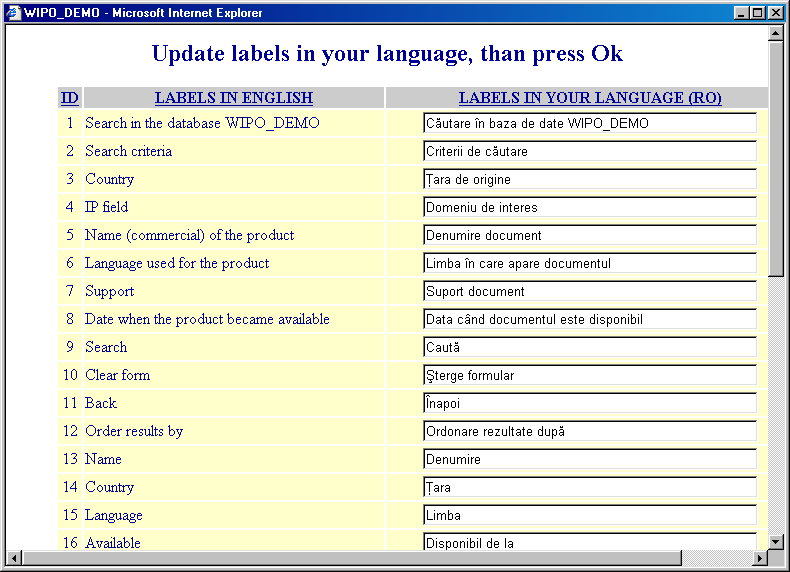 WIPO_DEMO - Microsoft Internet Explorer
Update labels in your language, than press Ok
ID LABELS IN ENGLISH LABELS IN YOUR LANGUAGE (RO)
1 Search in the database WIPO_DEMO Căutare în baza de date WIPO_DEMO
2 Search criteria Criterii de căutare
3 Country Ţara de origine
4 IP field Domeniu de interes
5 Name (commercial) of the product Denumire document
6 Language used for the product Limba în care apare documentul
7 Support Suport document
8 Date when the product became available Data când documentul este disponibil
9 Search Caută
10 Clear form Şterge formular
11 Back Înapoi
12 Order results by Ordonare rezultate după
13 Name Denumire
14 Country Ţara
15 Language Limba
16 Available Disponibil de la